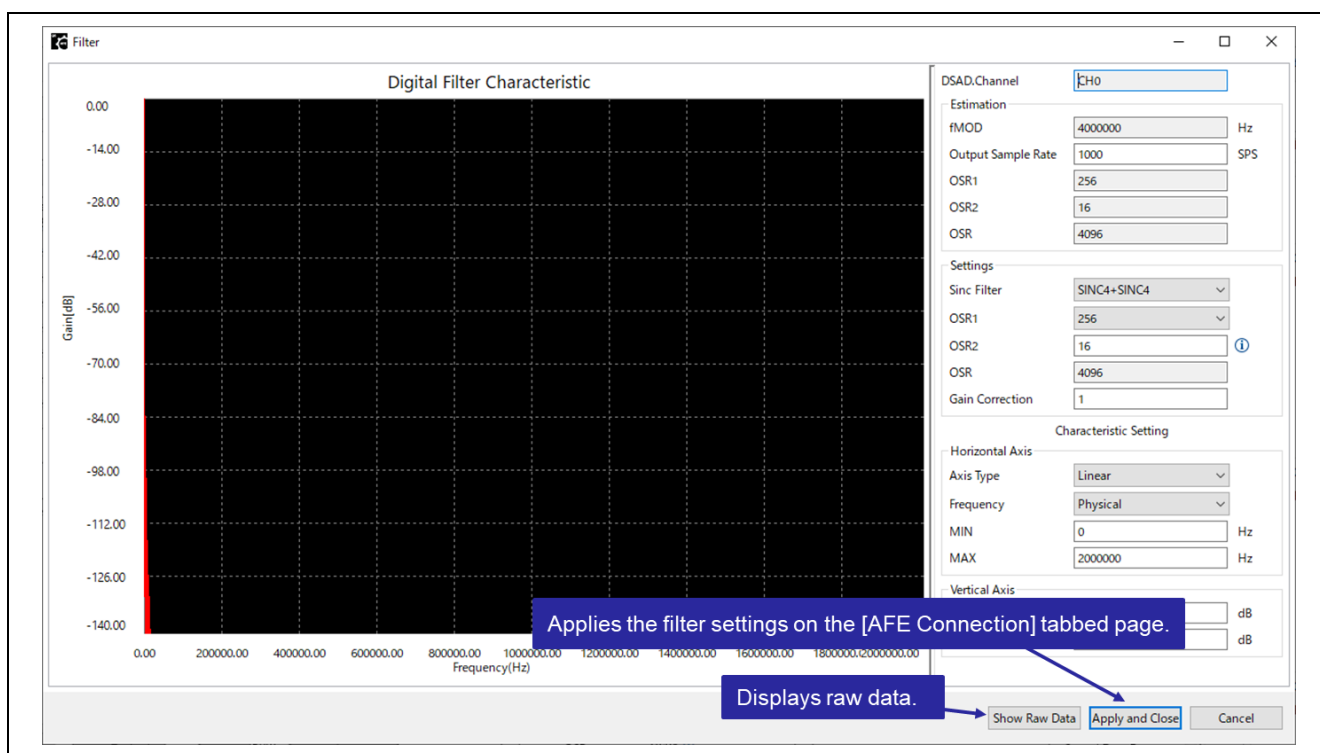 Filter
Digital Filter Characteristic
0.00
-14.00
-28.00
-42.00
-56.00
-70.00
-84.00
-98.00
-112.00
-126.00
-140.00
Gain[dB]
0.00 200000.00 400000.00 600000.00 800000.00 1000000.00 1200000.00 1400000.00 1600000.00 1800000.02000000.00
Frequency(Hz)
DSAD.Channel CH0
Estimation
fMOD 4000000 Hz
Output Sample Rate 1000 SPS
OSR1 256
OSR2 16
OSR 4096
Settings
Sinc Filter SINC4+SINC4
OSR1 256
OSR2 16
OSR 4096
Gain Correction 1
Characteristic Setting
Horizontal Axis
Axis Type Linear
Frequency Physical
MIN 0 Hz
MAX 2000000 Hz
Vertical Axis
dB
dB
Applies the filter settings on the [AFE Connection] tabbed page.
Displays raw data.
Show Raw Data Apply and Close Cancel